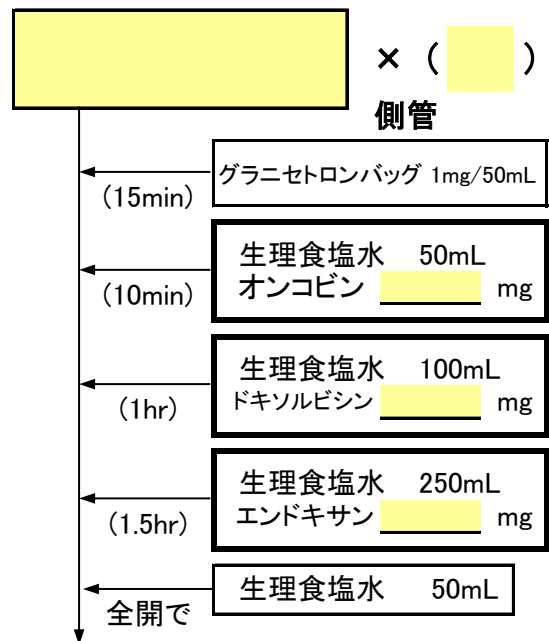 × ( )
側管
グラニセトロンバッグ 1mg/50mL
(15min)
生理食塩水 50mL
オンコビン mg
(10min)
生理食塩水 100mL
ドキソルビシン mg
(1hr)
生理食塩水 250mL
エンドキサン mg
(1.5hr)
生理食塩水 50mL
全開で